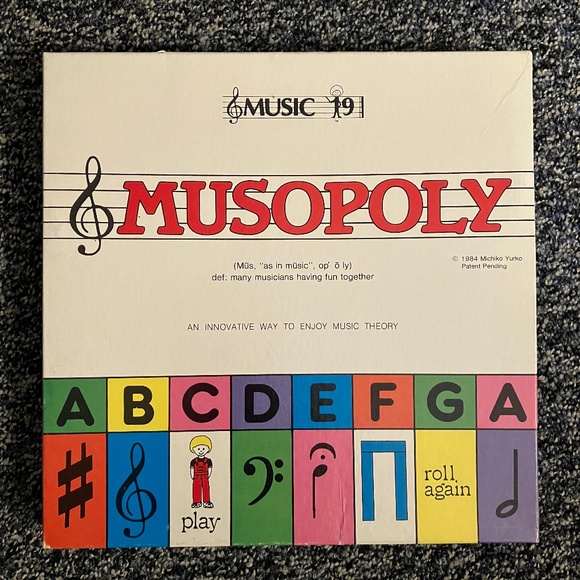 MUSIC 19
MUSOPOLY
(Mūs, "as in mūsic", op' ō ly)
def: many musicians having fun together
© 1984 Michiko Yurko
Patent Pending
AN INNOVATIVE WAY TO ENJOY MUSIC THEORY
A B C D E F G A
play
roll
again